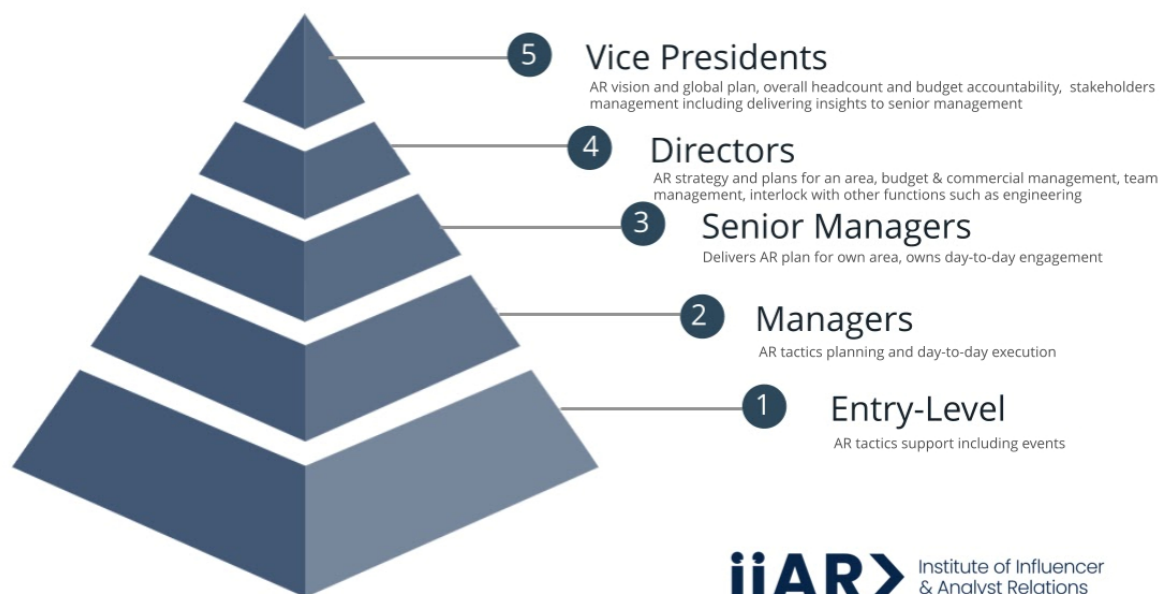 5
Vice Presidents
AR vision and global plan, overall headcount and budget accountability, stakeholders
management including delivering insights to senior management
4
Directors
AR strategy and plans for an area, budget & commercial management, team
management, interlock with other functions such as engineering
3
Senior Managers
Delivers AR plan for own area, owns day-to-day engagement
2
Managers
AR tactics planning and day-to-day execution
1
Entry-Level
AR tactics support including events
iiAR
Institute of Influencer
& Analyst Relations